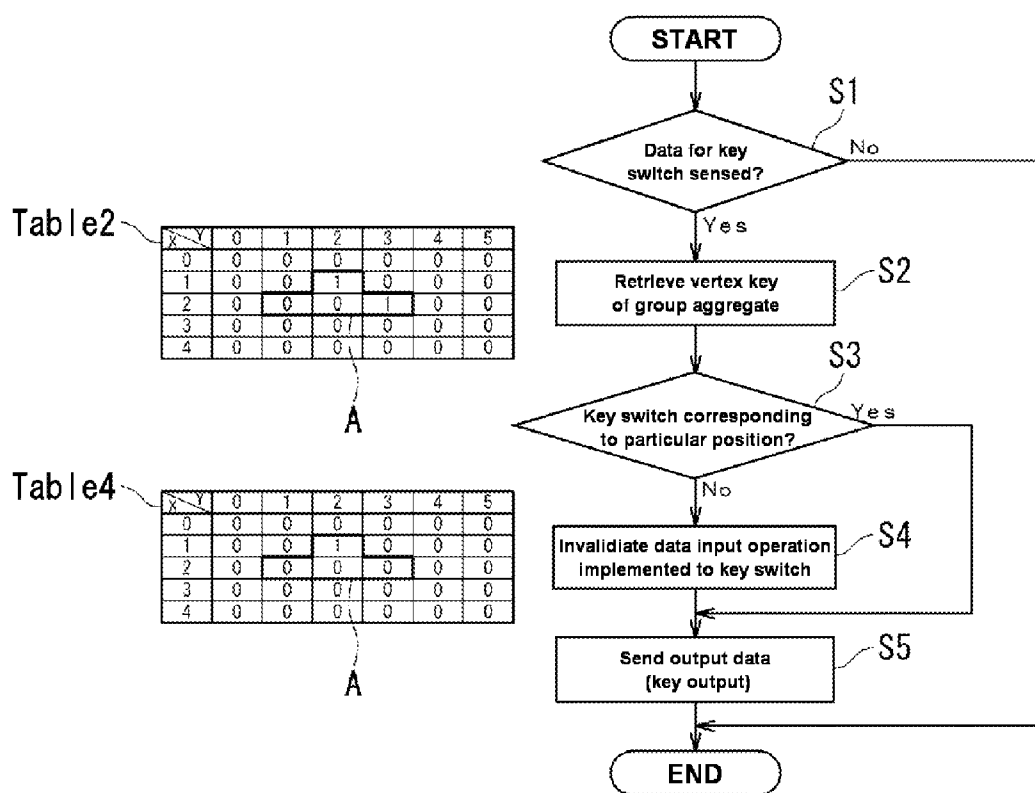 START
S1
Data for key
switch sensed?
No
Yes
S2
Retrieve vertex key
of group aggregate
S3
Key switch corresponding
to particular position?
Yes
No
S4
Invalidiate data input operation
implemented to key switch
S5
Send output data
(key output)
END
Table2
X Y 0 1 2 3 4 5
0 0 0 0 0 0 0
1 0 0 1 0 0 0
2 0 0 0 1 0 0
3 0 0 0 0 0 0
4 0 0 0 0 0 0
A
Table4
X Y 0 1 2 3 4 5
0 0 0 0 0 0 0
1 0 0 1 0 0 0
2 0 0 0 0 0 0
3 0 0 0 0 0 0
4 0 0 0 0 0 0
A